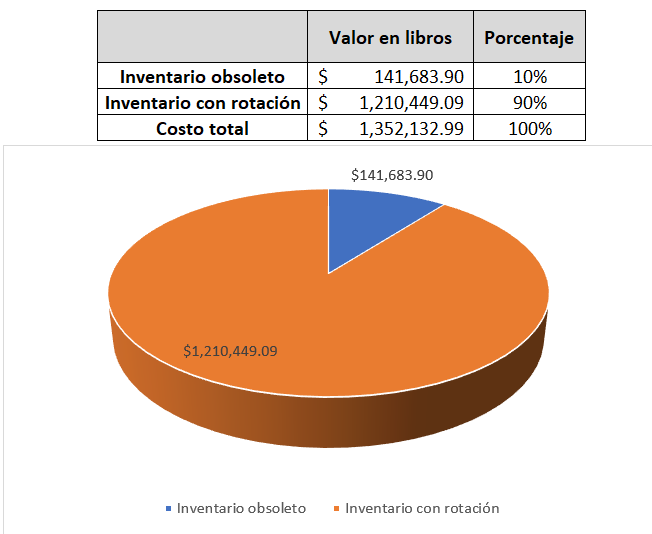 Valor en libros Porcentaje
Inventario obsoleto $ 141,683.90 10%
Inventario con rotación $ 1,210,449.09 90%
Costo total $ 1,352,132.99 100%
$141,683.90
$1,210,449.09
Inventario obsoleto Inventario con rotación